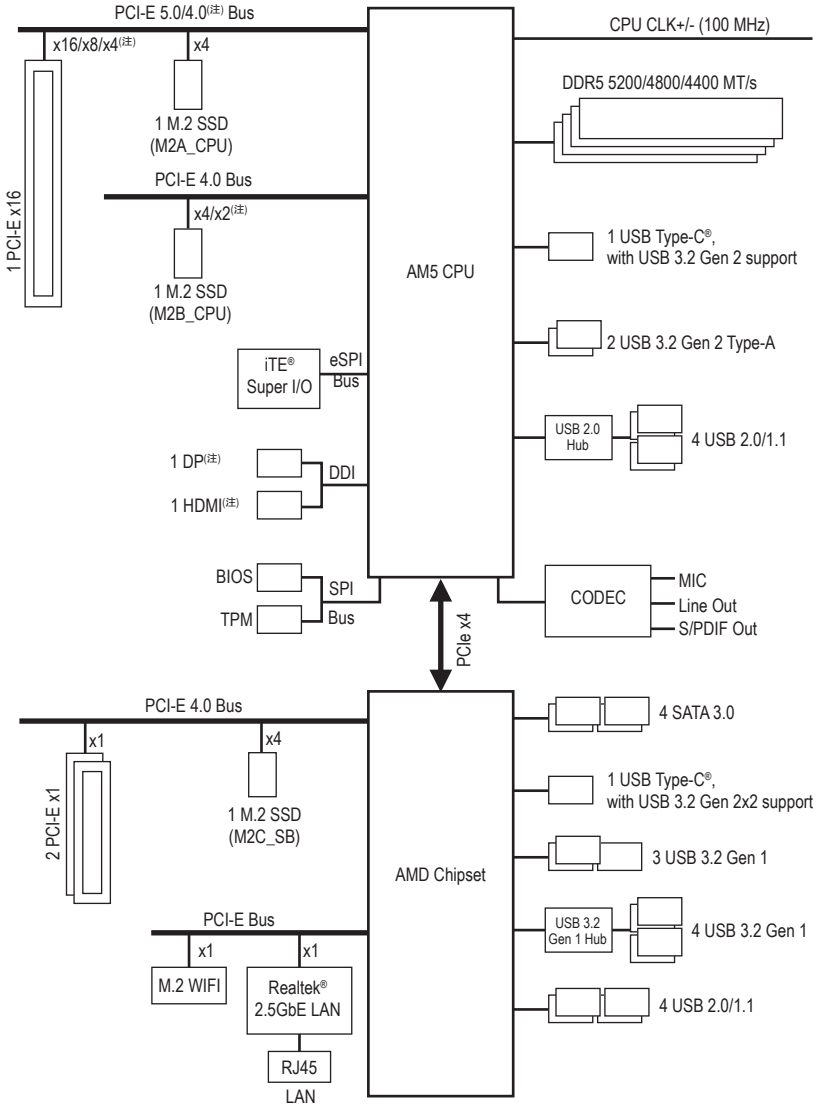 PCI-E 5.0/4.0(注) Bus
x16/x8/x4(注)
x4
1 PCI-E x16
1 M.2 SSD
(M2A_CPU)
PCI-E 4.0 Bus
x4/x2(注)
1 M.2 SSD
(M2B_CPU)
iTE®
Super I/O
eSPI
Bus
1 DP(注)
1 HDMI(注)
DDI
BIOS
TPM
SPI
Bus
AM5 CPU
CPU CLK+/- (100 MHz)
DDR5 5200/4800/4400 MT/s
1 USB Type-C®,
with USB 3.2 Gen 2 support
2 USB 3.2 Gen 2 Type-A
USB 2.0
Hub
4 USB 2.0/1.1
CODEC
MIC
Line Out
S/PDIF Out
PCIe x4
PCI-E 4.0 Bus
x1
x4
2 PCI-E x1
1 M.2 SSD
(M2C_SB)
PCI-E Bus
x1
x1
M.2 WIFI
Realtek®
2.5GbE LAN
RJ45
LAN
AMD Chipset
4 SATA 3.0
1 USB Type-C®,
with USB 3.2 Gen 2x2 support
3 USB 3.2 Gen 1
USB 3.2
Gen 1 Hub
4 USB 3.2 Gen 1
4 USB 2.0/1.1